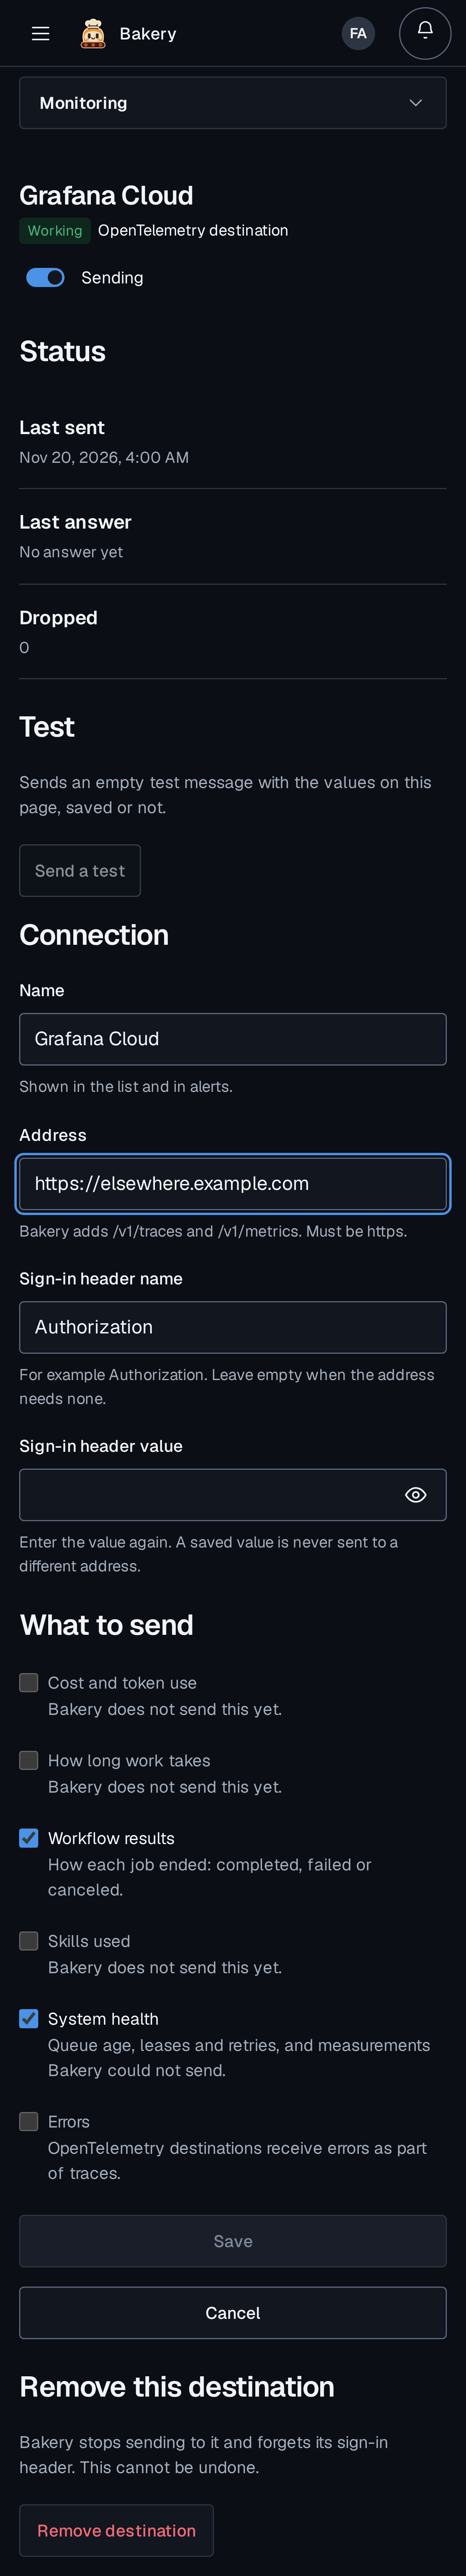 Bakery
FA
Monitoring
Grafana Cloud
Working OpenTelemetry destination
Sending
Status
Last sent
Nov 20, 2026, 4:00 AM
Last answer
No answer yet
Dropped
0
Test
Sends an empty test message with the values on this
page, saved or not.
Send a test
Connection
Name
Grafana Cloud
Shown in the list and in alerts.
Address
https://elsewhere.example.com
Bakery adds /v1/traces and /v1/metrics. Must be https.
Sign-in header name
Authorization
For example Authorization. Leave empty when the address
needs none.
Sign-in header value
Enter the value again. A saved value is never sent to a
different address.
What to send
Cost and token use
Bakery does not send this yet.
How long work takes
Bakery does not send this yet.
Workflow results
How each job ended: completed, failed or
canceled.
Skills used
Bakery does not send this yet.
System health
Queue age, leases and retries, and measurements
Bakery could not send.
Errors
OpenTelemetry destinations receive errors as part
of traces.
Save
Cancel
Remove this destination
Bakery stops sending to it and forgets its sign-in
header. This cannot be undone.
Remove destination